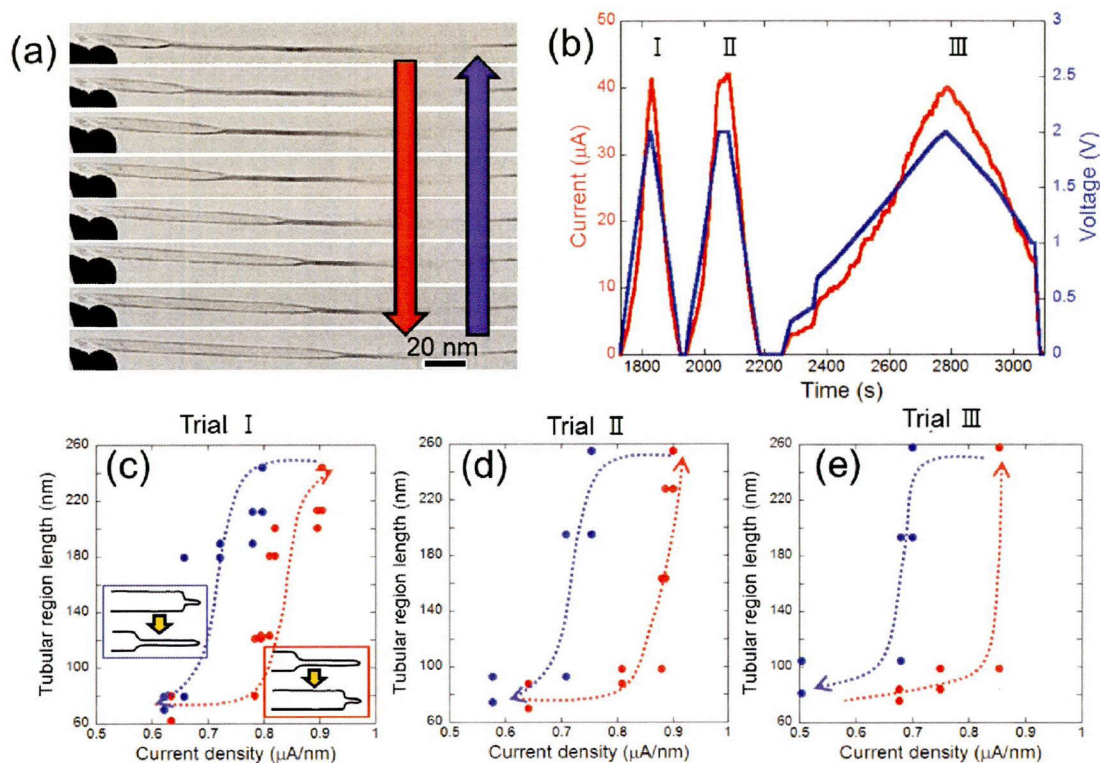 (a)
20 nm
(b)
I II III
50
40
30
20
10
0
Current (μA)
3
2.5
2
1.5
1
0.5
0
Voltage (V)
1800 2000 2200 2400 2600 2800 3000
Time (s)
Trial I
(c)
260
220
180
140
100
60
Tubular region length (nm)
0.5 0.6 0.7 0.8 0.9 1
Current density (μA/nm)
Trial II
(d)
260
220
180
140
100
60
Tubular region length (nm)
0.5 0.6 0.7 0.8 0.9 1
Current density (μA/nm)
Trial III
(e)
260
220
180
140
100
60
Tubular region length (nm)
0.5 0.6 0.7 0.8 0.9 1
Current density (μA/nm)